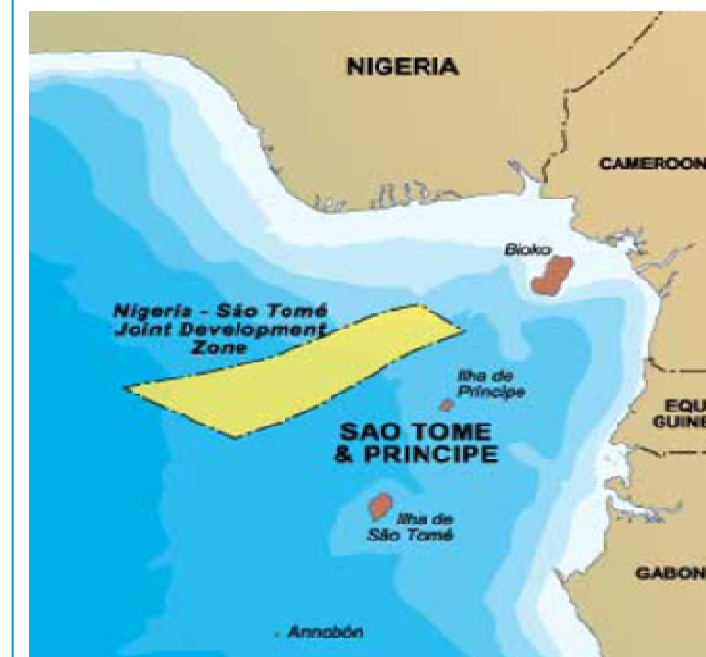 NIGERIA
CAMEROON
Bioko
Nigeria - São Tomé
Joint Development
Zone
Ilha de
Príncipe
EQU
GUINE
SAO TOME
& PRINCIPE
Ilha de
São Tomé
GABON
Annobón